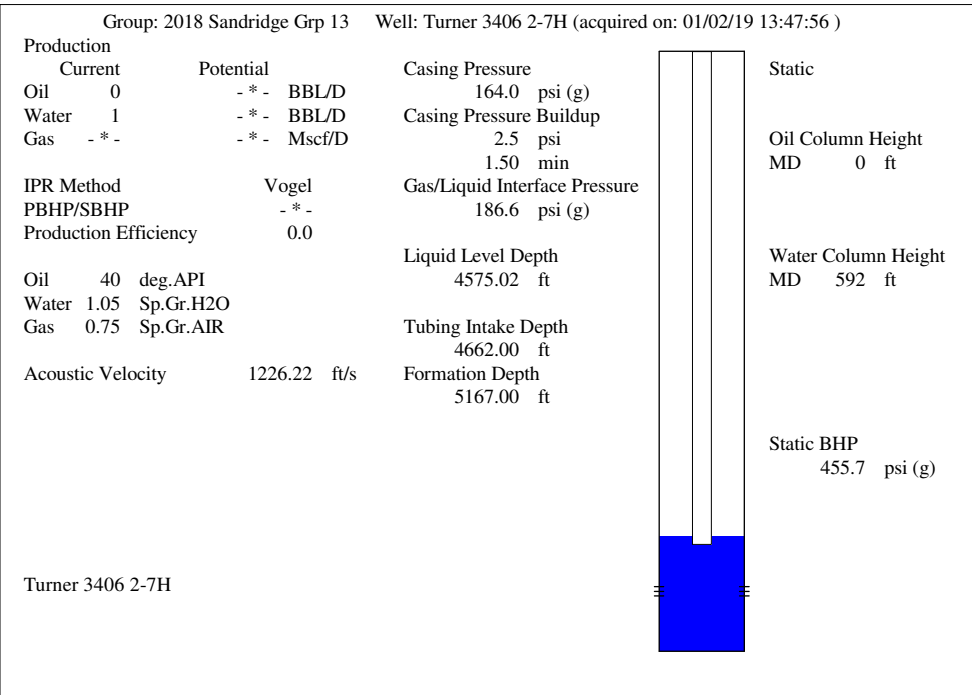 Group: 2018 Sandridge Grp 13 Well: Turner 3406 2-7H (acquired on: 01/02/19 13:47:56 )
Production
Current Potential
Oil 0 - * - BBL/D
Water 1 - * - BBL/D
Gas - * - - * - Mscf/D
IPR Method Vogel
PBHP/SBHP - * -
Production Efficiency 0.0
Oil 40 deg.API
Water 1.05 Sp.Gr.H2O
Gas 0.75 Sp.Gr.AIR
Acoustic Velocity 1226.22 ft/s
Casing Pressure
164.0 psi (g)
Casing Pressure Buildup
2.5 psi
1.50 min
Gas/Liquid Interface Pressure
186.6 psi (g)
Liquid Level Depth
4575.02 ft
Tubing Intake Depth
4662.00 ft
Formation Depth
5167.00 ft
Static
Oil Column Height
MD 0 ft
Water Column Height
MD 592 ft
Static BHP
455.7 psi (g)
Turner 3406 2-7H